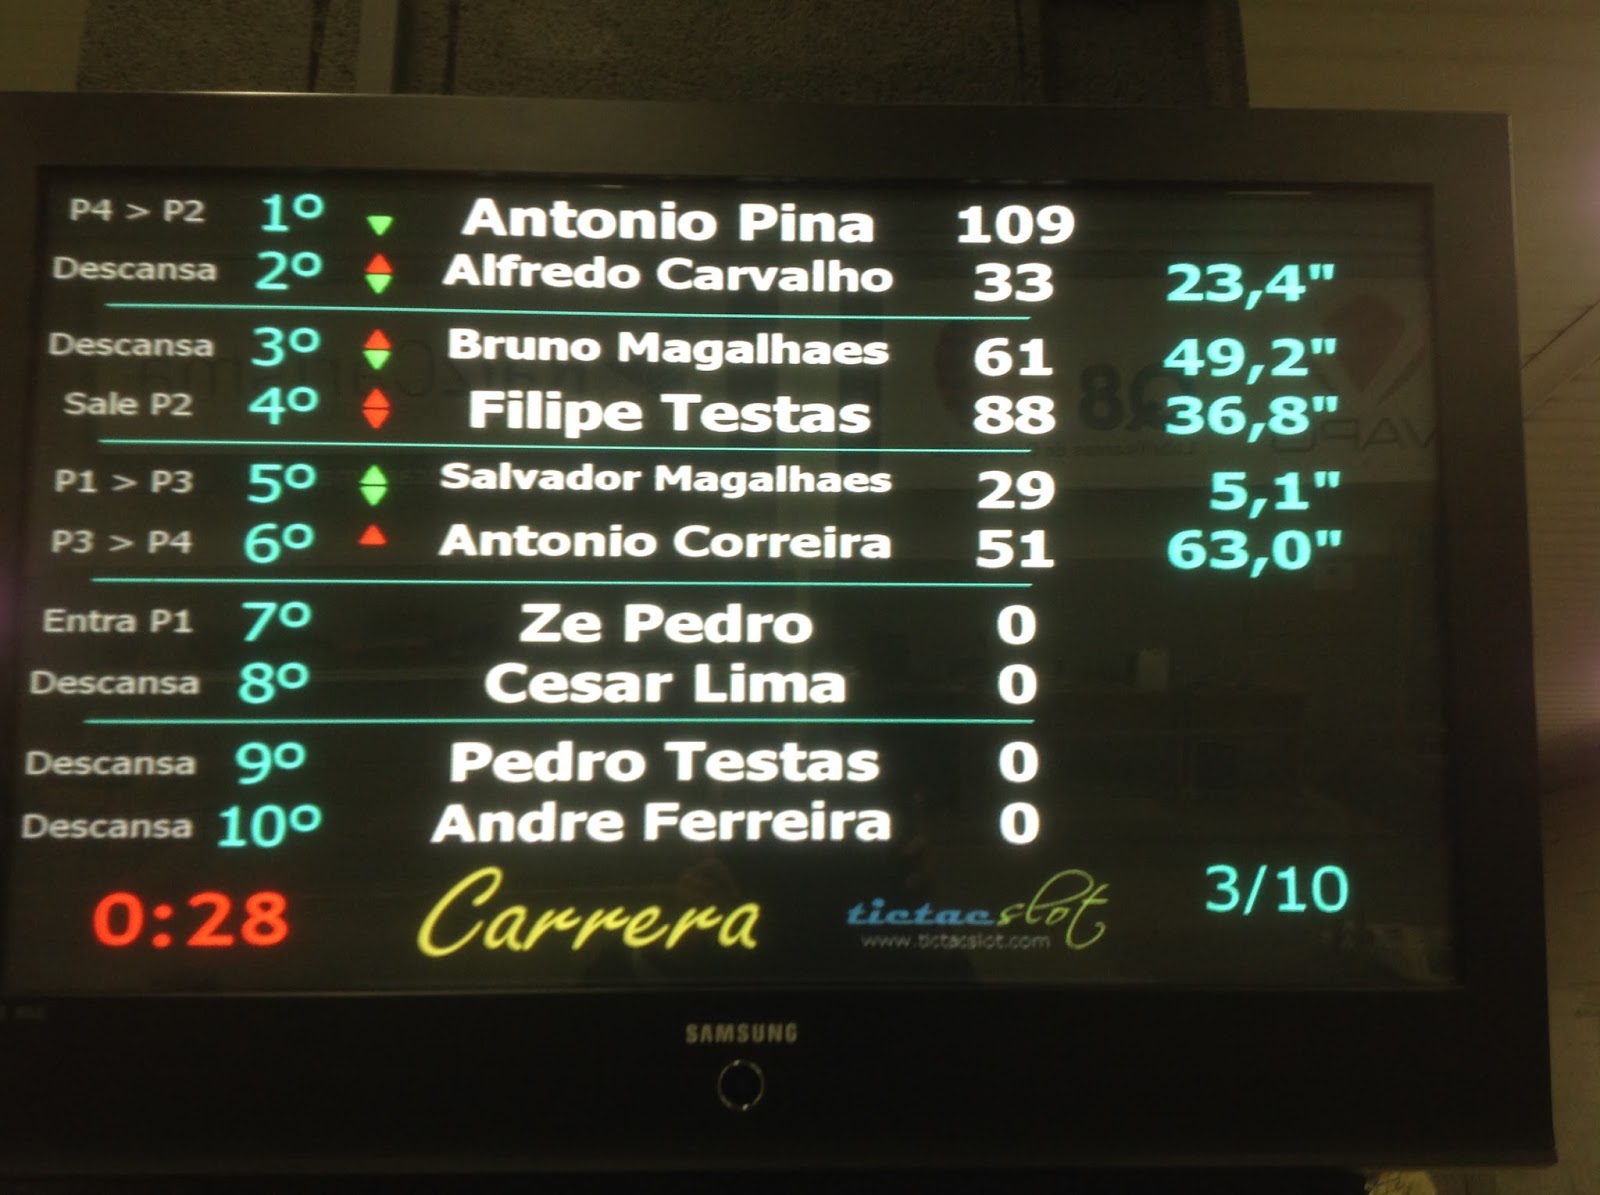 P4 > P2 1º Antonio Pina 109
Descansa 2º Alfredo Carvalho 33 23,4"
Descansa 3º Bruno Magalhaes 61 49,2"
Sale P2 4º Filipe Testas 88 36,8"
P1 > P3 5º Salvador Magalhaes 29 5,1"
P3 > P4 6º Antonio Correira 51 63,0"
Entra P1 7º Ze Pedro 0
Descansa 8º Cesar Lima 0
Descansa 9º Pedro Testas 0
Descansa 10º Andre Ferreira 0
0:28 Carrera tictacslot 3/10
www.tictacslot.com
SAMSUNG